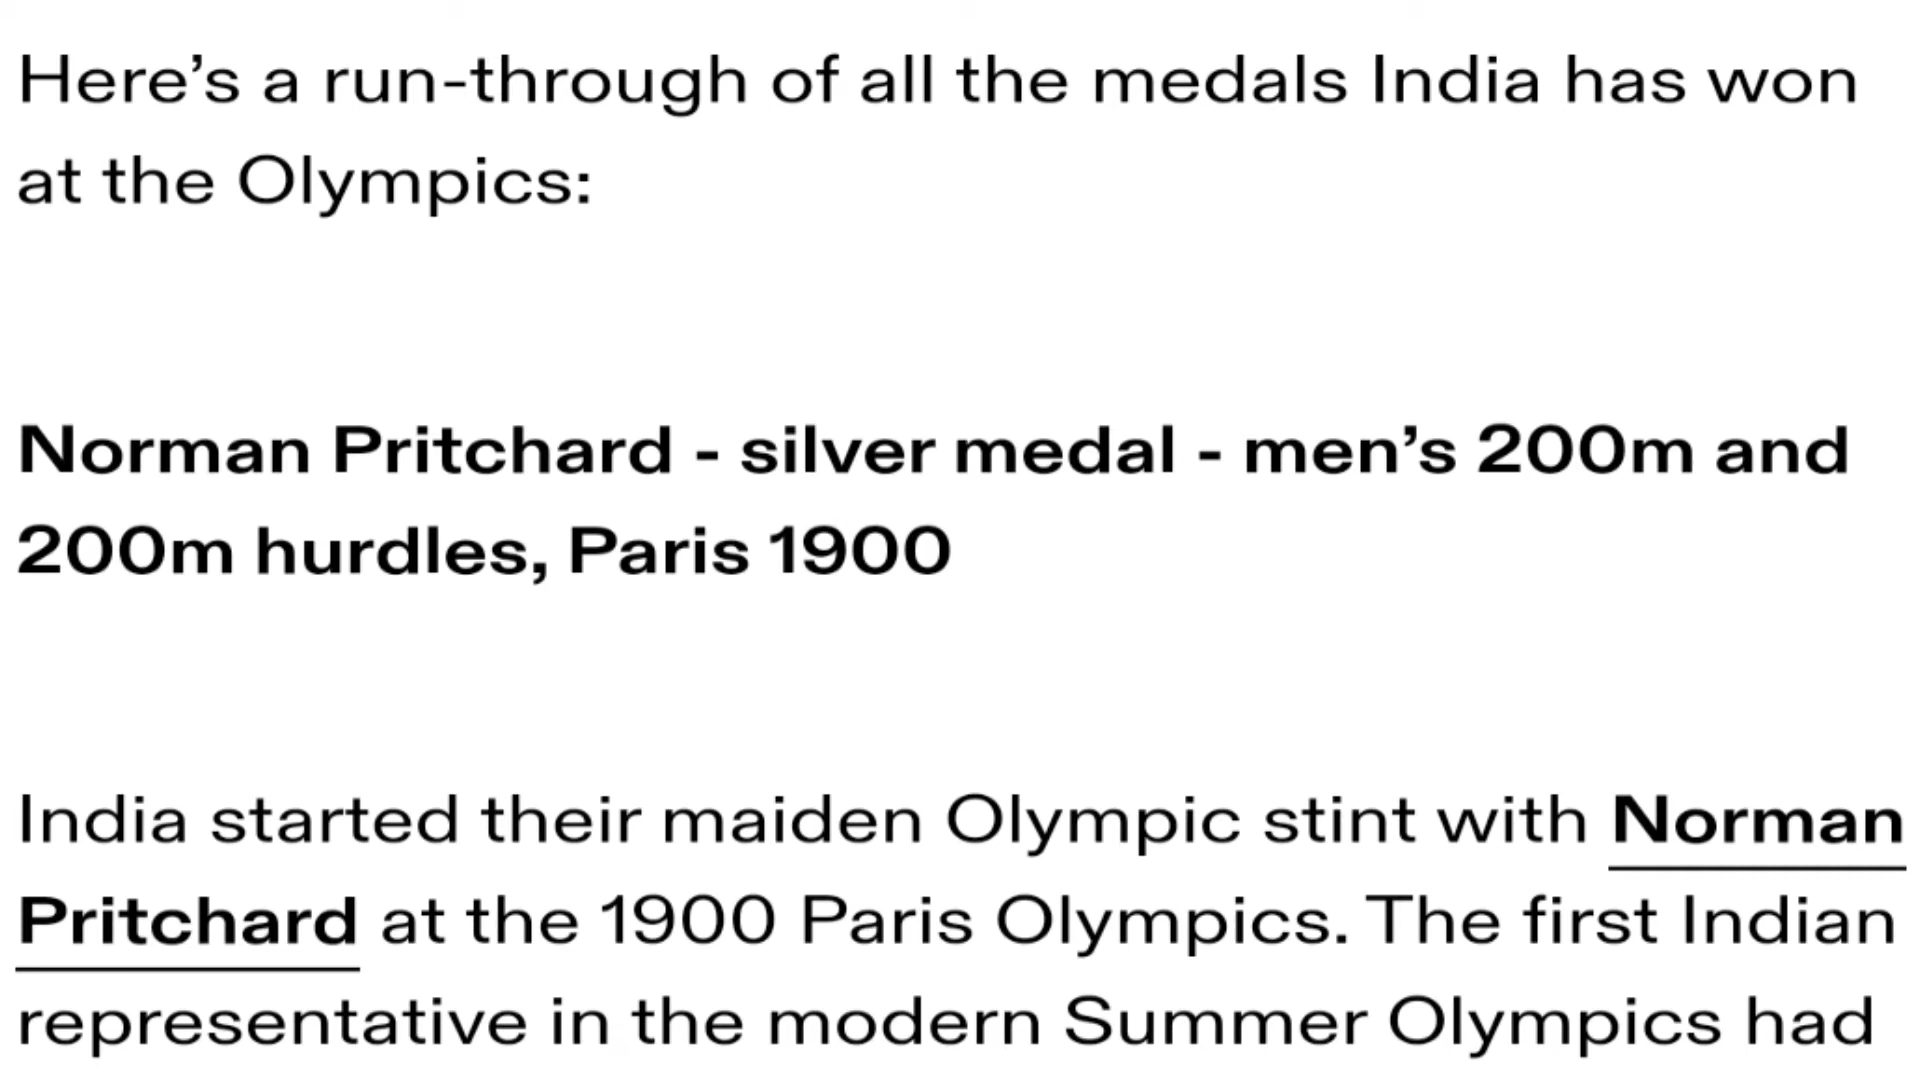 Here’s a run-through of all the medals India has won
at the Olympics:
Norman Pritchard - silver medal - men’s 200m and
200m hurdles, Paris 1900
India started their maiden Olympic stint with Norman
Pritchard at the 1900 Paris Olympics. The first Indian
representative in the modern Summer Olympics had